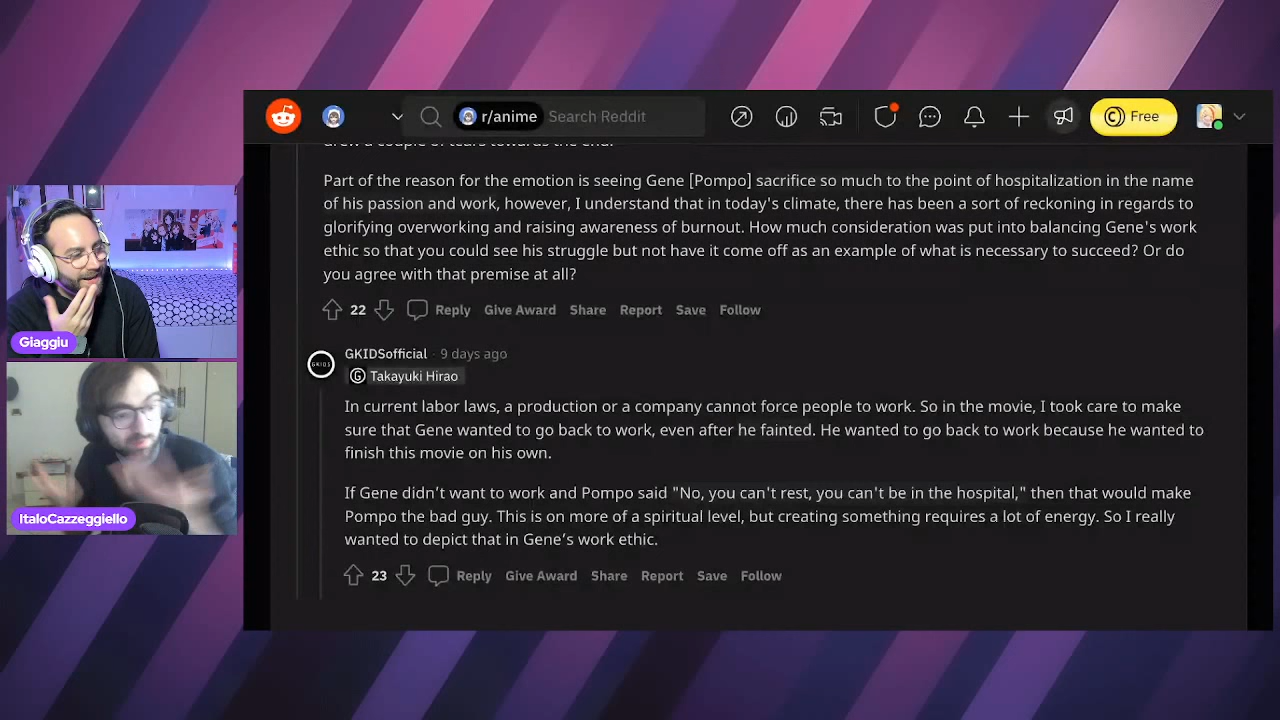 r/anime
Search Reddit
Free
drew a couple of tears towards the end.
Part of the reason for the emotion is seeing Gene [Pompo] sacrifice so much to the point of hospitalization in the name
of his passion and work, however, I understand that in today's climate, there has been a sort of reckoning in regards to
glorifying overworking and raising awareness of burnout. How much consideration was put into balancing Gene's work
ethic so that you could see his struggle but not have it come off as an example of what is necessary to succeed? Or do
you agree with that premise at all?
22 Reply Give Award Share Report Save Follow
GKIDSofficial · 9 days ago
GKIDS
G Takayuki Hirao
In current labor laws, a production or a company cannot force people to work. So in the movie, I took care to make
sure that Gene wanted to go back to work, even after he fainted. He wanted to go back to work because he wanted to
finish this movie on his own.
If Gene didn’t want to work and Pompo said "No, you can't rest, you can't be in the hospital," then that would make
Pompo the bad guy. This is on more of a spiritual level, but creating something requires a lot of energy. So I really
wanted to depict that in Gene’s work ethic.
23 Reply Give Award Share Report Save Follow
Giaggiu
ItaloCazzeggiello